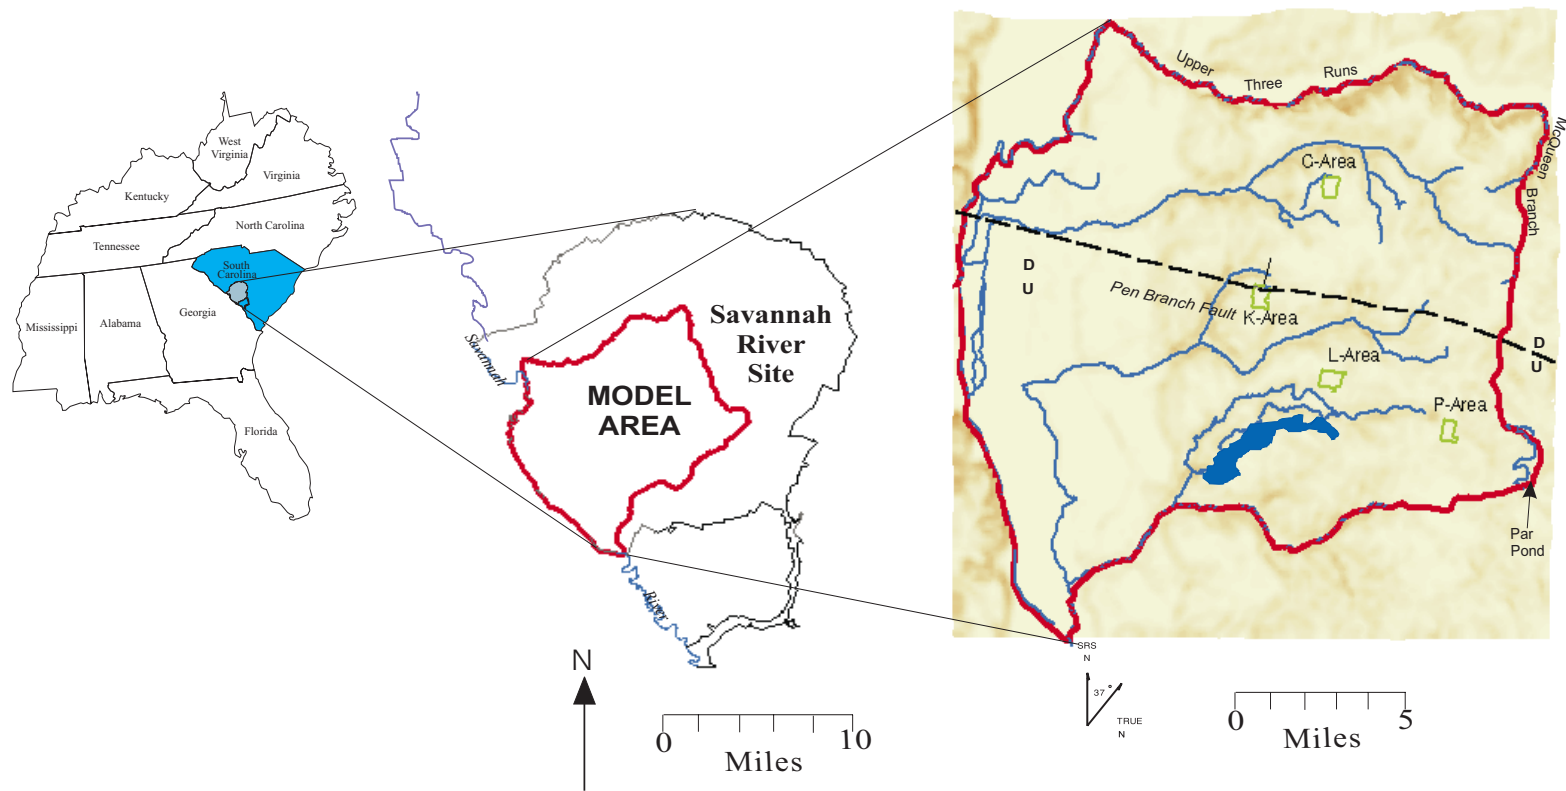 West
Virginia
Kentucky
Virginia
North Carolina
Tennessee
South
Carolina
Mississippi
Alabama
Georgia
Florida
Savannah
River
Savannah
River
Site
MODEL
AREA
N
0
10
Miles
Upper
Three
Runs
McQueen
Branch
C-Area
D
U
Pen Branch Fault
K-Area
D
U
L-Area
P-Area
Par
Pond
SRS
N
37°
TRUE
N
0
5
Miles